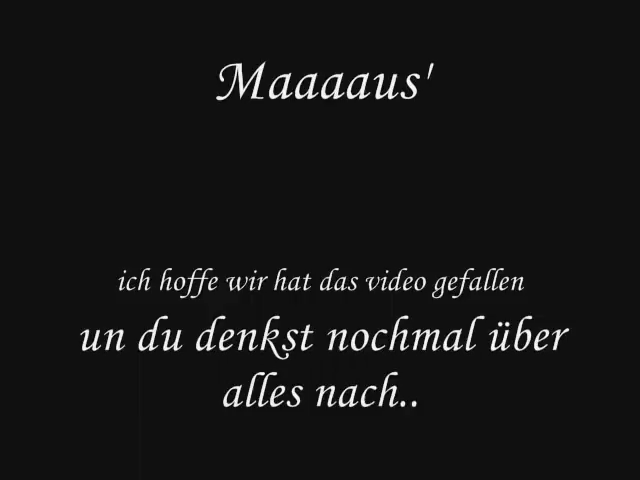 Maaaaus'
ich hoffe wir hat das video gefallen
un du denkst nochmal über
alles nach..